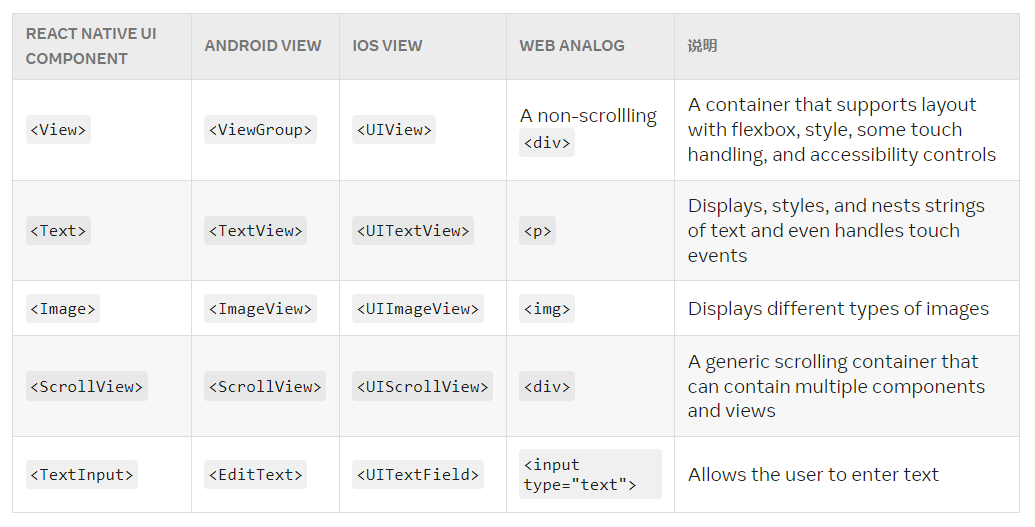 REACT NATIVE UI
COMPONENT
ANDROID VIEW
IOS VIEW
WEB ANALOG
说明
<View>
<ViewGroup>
<UIView>
A non-scrollling
<div>
A container that supports layout
with flexbox, style, some touch
handling, and accessibility controls
<Text>
<TextView>
<UITextView>
<p>
Displays, styles, and nests strings
of text and even handles touch
events
<Image>
<ImageView>
<UIImageView>
<img>
Displays different types of images
<ScrollView>
<ScrollView>
<UIScrollView>
<div>
A generic scrolling container that
can contain multiple components
and views
<TextInput>
<EditText>
<UITextField>
<input
type="text">
Allows the user to enter text